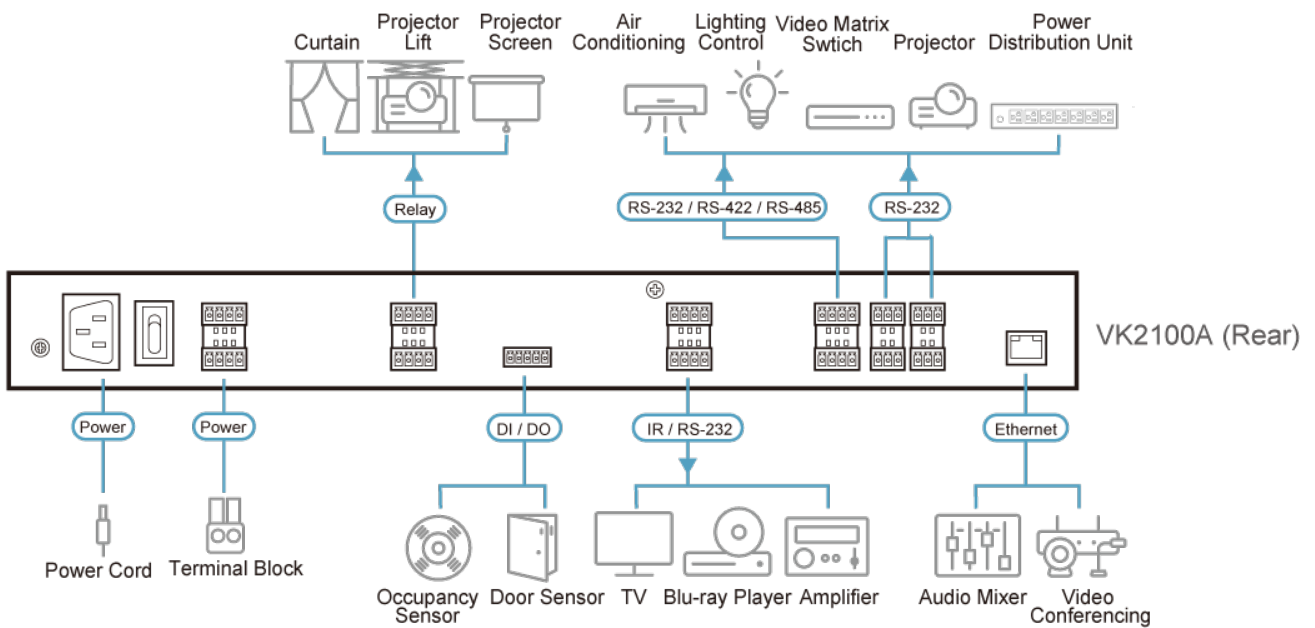 Curtain
Projector
Lift
Projector
Screen
Air
Conditioning
Lighting
Control
Video Matrix
Swtich
Projector
Power
Distribution Unit
Relay
RS-232 / RS-422 / RS-485
RS-232
VK2100A (Rear)
Power
Power
DI / DO
IR / RS-232
Ethernet
Power Cord
Terminal Block
Occupancy
Sensor
Door Sensor
TV
Blu-ray Player
Amplifier
Audio Mixer
Video
Conferencing